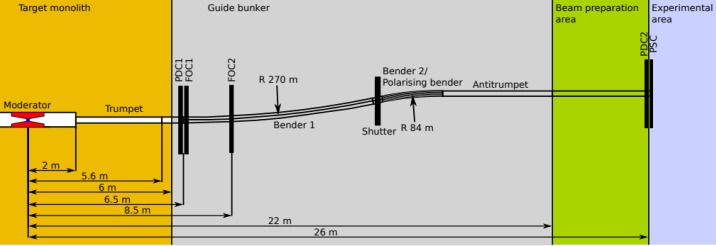 Target monolith
Guide bunker
Beam preparation
area
Experimental
area
PDC1
FOC1
FOC2
PDC2
PSC
Moderator
Trumpet
R 270 m
Bender 1
Bender 2/
Polarising bender
Antitrumpet
Shutter
R 84 m
2 m
5.6 m
6 m
6.5 m
8.5 m
22 m
26 m